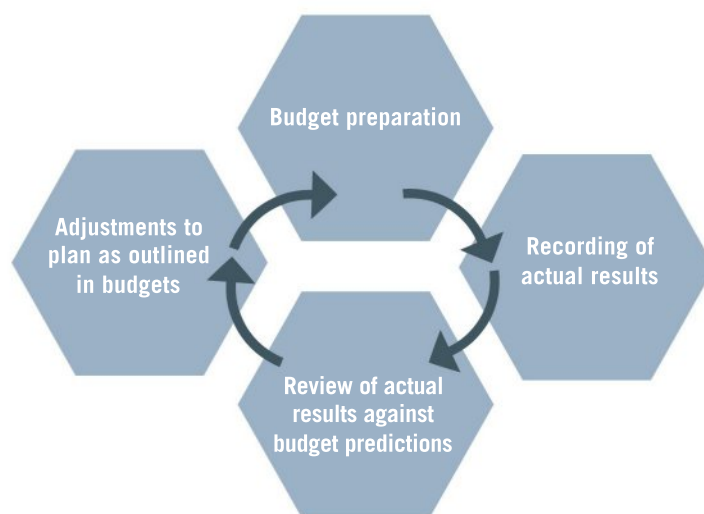 Budget preparation
Recording of
actual results
Review of actual
results against
budget predictions
Adjustments to
plan as outlined
in budgets